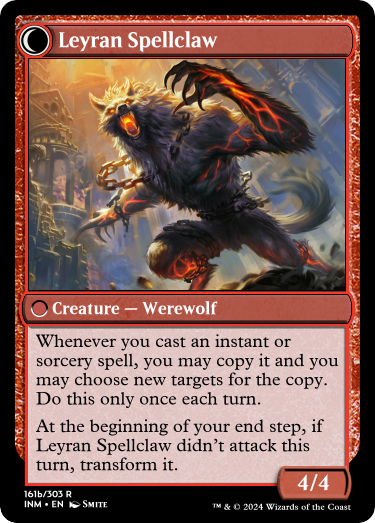 Leyran Spellclaw
Creature — Werewolf
Whenever you cast an instant or
sorcery spell, you may copy it and you
may choose new targets for the copy.
Do this only once each turn.
At the beginning of your end step, if
Leyran Spellclaw didn't attack this
turn, transform it.
4/4
161b/303 R
INM • EN Smite
™ & © 2024 Wizards of the Coast